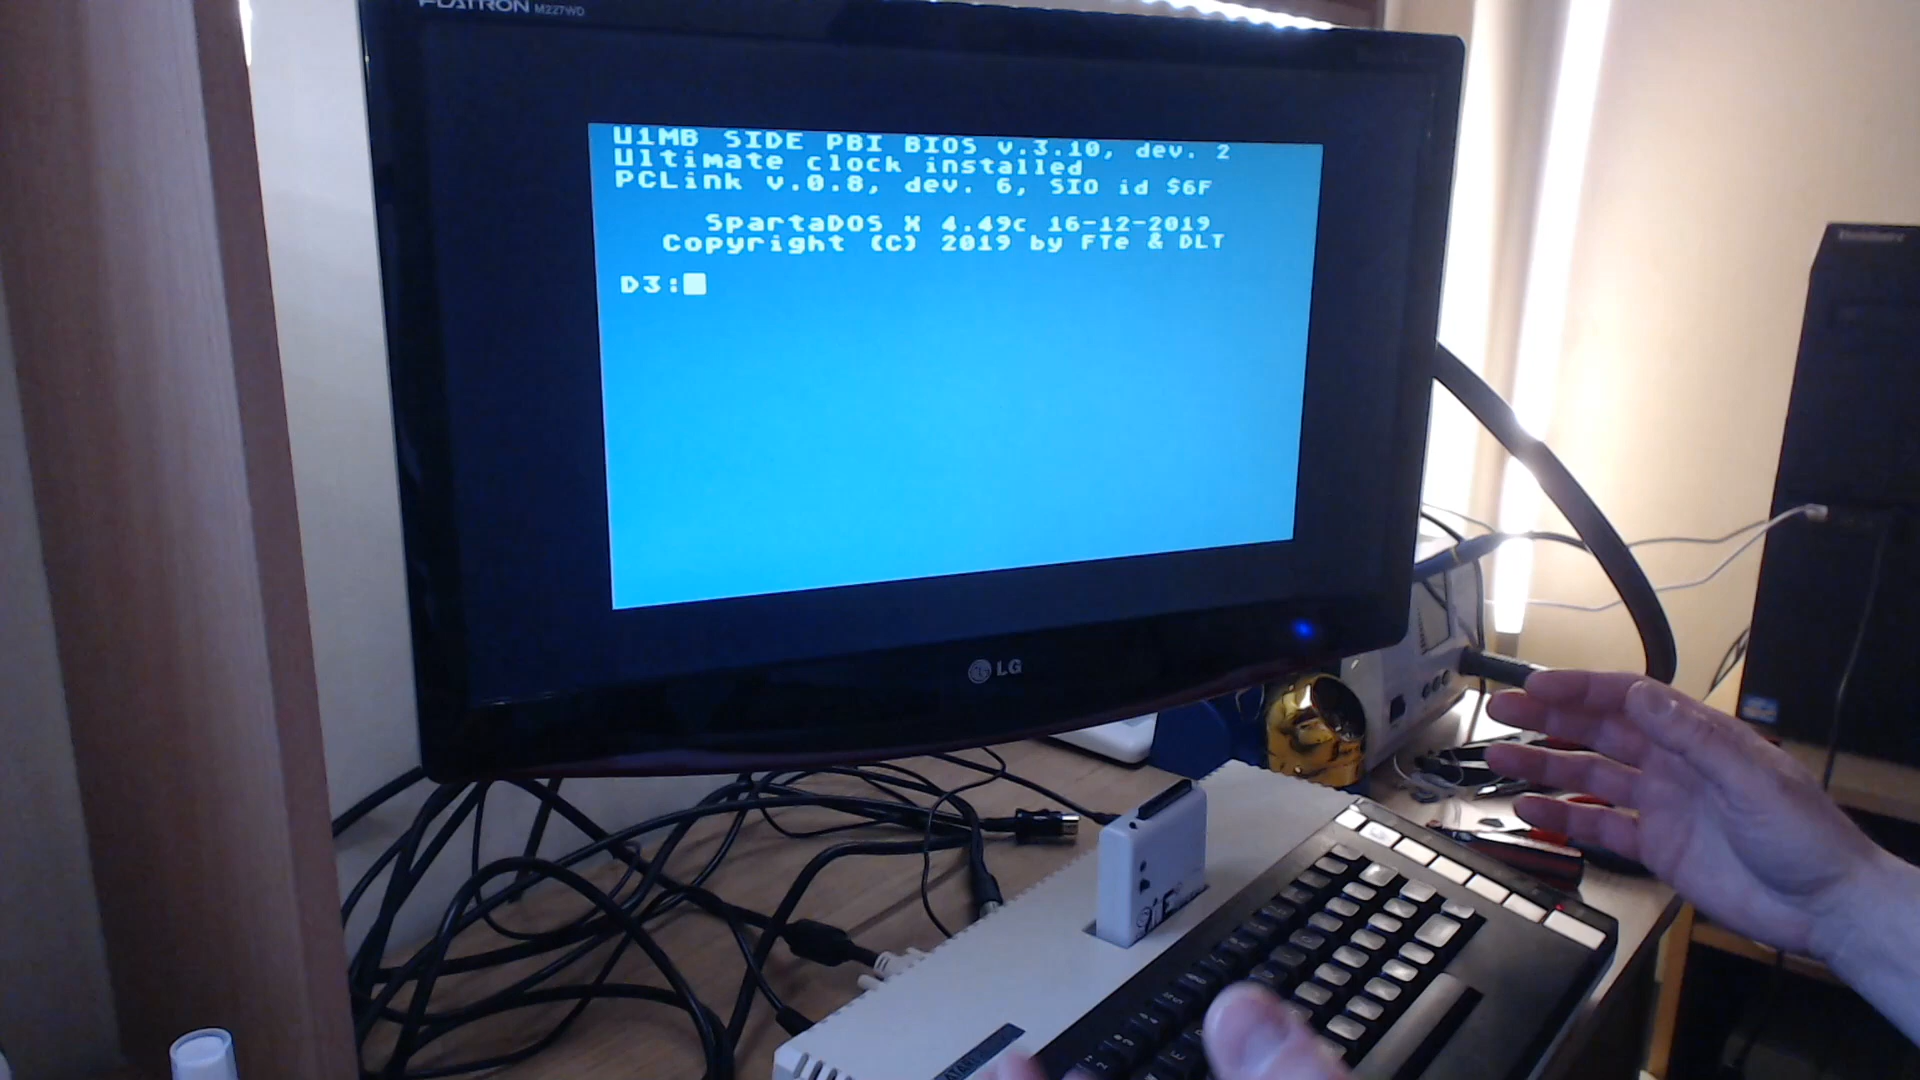 FLATRON M227WD
U1MB SIDE PBI BIOS v.3.10, dev. 2
Ultimate clock installed
PCLink v.0.8, dev. 6, SIO id $6F
SpartaDOS X 4.49c 16-12-2019
Copyright (C) 2019 by FTe & DLT
D3:
LG
ATARI